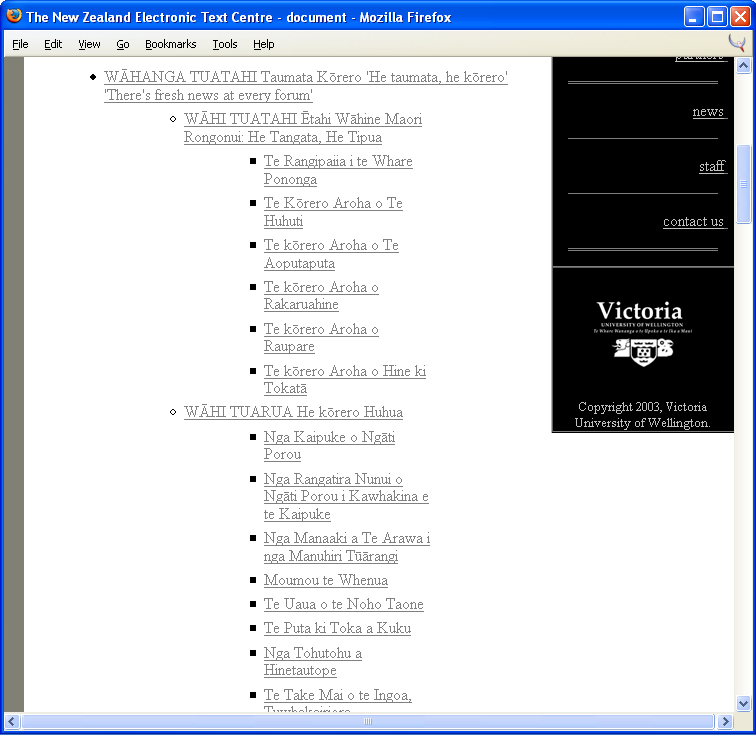 The New Zealand Electronic Text Centre - document - Mozilla Firefox
File Edit View Go Bookmarks Tools Help
WĀHANGA TUATAHI Taumata Kōrero 'He taumata, he kōrero'
'There's fresh news at every forum'
WĀHI TUATAHI Ētahi Wāhine Maori
Rongonui: He Tangata, He Tipua
Te Rangipaiia i te Whare
Pononga
Te Kōrero Aroha o Te
Huhuti
Te kōrero Aroha o Te
Aoputaputa
Te kōrero Aroha o
Rakaruahine
Te kōrero Aroha o
Raupare
Te kōrero Aroha o Hine ki
Tokatā
WĀHI TUARUA He kōrero Huhua
Nga Kaipuke o Ngāti
Porou
Nga Rangatira Nunui o
Ngāti Porou i Kawhakina e
te Kaipuke
Nga Manaaki a Te Arawa i
nga Manuhiri Tūārangi
Moumou te Whenua
Te Uaua o te Noho Taone
Te Puta ki Toka a Kuku
Nga Tohutohu a
Hinetautope
Te Take Mai o te Ingoa,
partners
news
staff
contact us
Victoria
UNIVERSITY OF WELLINGTON
Te Whare Wananga o te Upoko o te Ika a Maui
Copyright 2003, Victoria
University of Wellington.